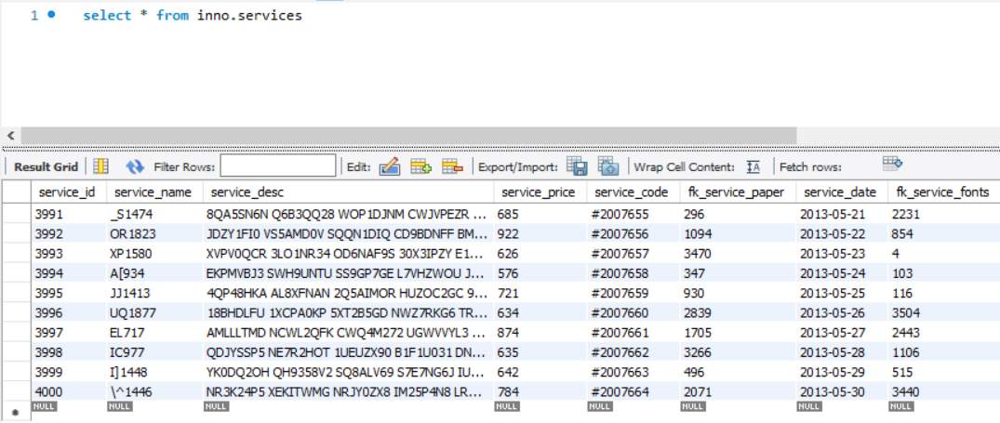 1 select * from inno.services
Result Grid Filter Rows: Edit: Export/Import: Wrap Cell Content: Fetch rows:
service_id service_name service_desc service_price service_code fk_service_paper service_date fk_service_fonts
3991 _S1474 8QA5SN6N Q6B3QQ28 WOP1DJNM CWJVPEZR ... 685 #2007655 296 2013-05-21 2231
3992 OR1823 JDZY1FI0 VS5AMD0V SQQN1DIQ CD9BDNFF BM... 922 #2007656 1094 2013-05-22 854
3993 XP1580 XVPV0QCR 3LO1NR34 OD6NAF9S 30X3IPZY E1... 626 #2007657 3470 2013-05-23 4
3994 A[934 EKPMVBJ3 SWH9UNTU SS9GP7GE L7VHZWOU J... 576 #2007658 347 2013-05-24 103
3995 JJ1413 4QP48HKA AL8XFNAN 2Q5AIMOR HUZOC2GC 9... 721 #2007659 930 2013-05-25 116
3996 UQ1877 18BHDLFU 1XCPA0KP 5XT2B5GD NWZ7RKG6 TR... 634 #2007660 2839 2013-05-26 3504
3997 EL717 AMLLLTMD NCWL2QFK CWQ4M272 UGWVVYL3 ... 874 #2007661 1705 2013-05-27 2443
3998 IC977 QDJYSSP5 NE7R2HOT 1UEUZX90 B1F1U031 DN... 635 #2007662 3266 2013-05-28 1106
3999 I]1448 YK0DQ2OH QH9358V2 SQ8ALV69 S7E7NG6J IU... 642 #2007663 496 2013-05-29 515
4000 \^1446 NR3K24P5 XEKITWMG NRJY0ZX8 IM25P4N8 LR... 784 #2007664 2071 2013-05-30 3440
NULL NULL NULL NULL NULL NULL NULL NULL